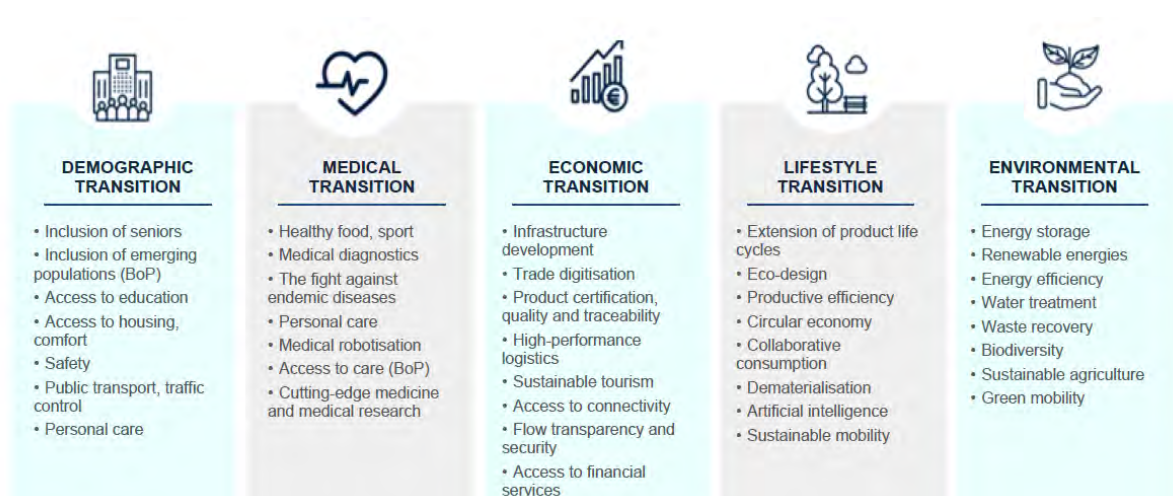 DEMOGRAPHIC
TRANSITION
• Inclusion of seniors
• Inclusion of emerging
populations (BoP)
• Access to education
• Access to housing,
comfort
• Safety
• Public transport, traffic
control
• Personal care
MEDICAL
TRANSITION
• Healthy food, sport
• Medical diagnostics
• The fight against
endemic diseases
• Personal care
• Medical robotisation
• Access to care (BoP)
• Cutting-edge medicine
and medical research
ECONOMIC
TRANSITION
• Infrastructure
development
• Trade digitisation
• Product certification,
quality and traceability
• High-performance
logistics
• Sustainable tourism
• Access to connectivity
• Flow transparency and
security
• Access to financial
services
LIFESTYLE
TRANSITION
• Extension of product life
cycles
• Eco-design
• Productive efficiency
• Circular economy
• Collaborative
consumption
• Dematerialisation
• Artificial intelligence
• Sustainable mobility
ENVIRONMENTAL
TRANSITION
• Energy storage
• Renewable energies
• Energy efficiency
• Water treatment
• Waste recovery
• Biodiversity
• Sustainable agriculture
• Green mobility